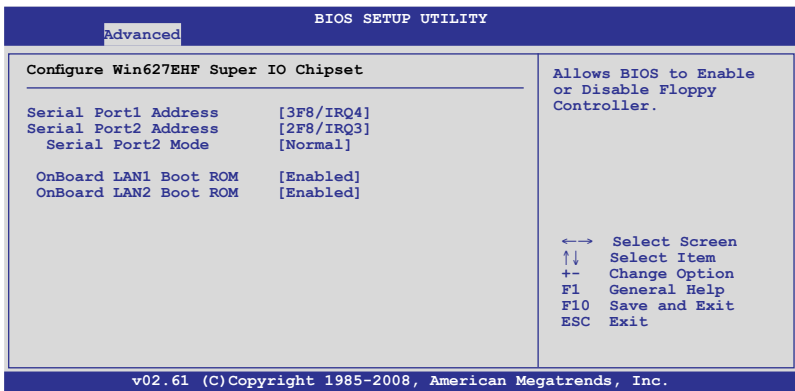 BIOS SETUP UTILITY
Advanced
Configure Win627EHF Super IO Chipset
Serial Port1 Address [3F8/IRQ4]
Serial Port2 Address [2F8/IRQ3]
Serial Port2 Mode [Normal]
OnBoard LAN1 Boot ROM [Enabled]
OnBoard LAN2 Boot ROM [Enabled]
Allows BIOS to Enable
or Disable Floppy
Controller.
←→ Select Screen
↑↓ Select Item
+- Change Option
F1 General Help
F10 Save and Exit
ESC Exit
v02.61 (C)Copyright 1985-2008, American Megatrends, Inc.